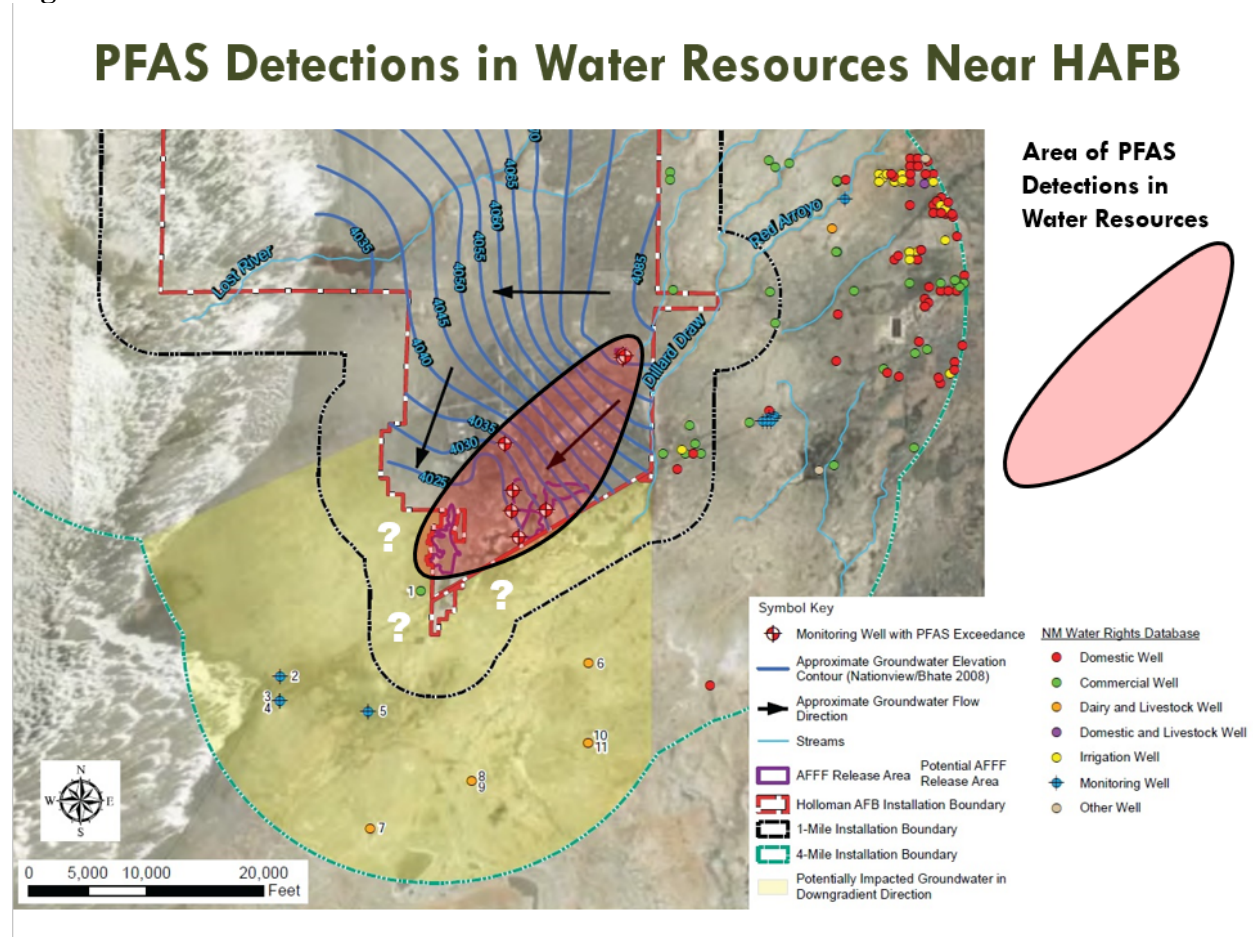 PFAS Detections in Water Resources Near HAFB
Area of PFAS
Detections in
Water Resources
Lost River
Red Arroyo
Dillard Draw
4035
4040
4045
4050
4055
4060
4065
4085
4035
4030
4025
?
?
?
1
2
3
4
5
6
7
8
9
10
11
N
W
E
S
0
5,000
10,000
20,000
Feet
Symbol Key
Monitoring Well with PFAS Exceedance
Approximate Groundwater Elevation
Contour (Nationview/Bhate 2008)
Approximate Groundwater Flow
Direction
Streams
AFFF Release Area
Potential AFFF
Release Area
Holloman AFB Installation Boundary
1-Mile Installation Boundary
4-Mile Installation Boundary
Potentially Impacted Groundwater in
Downgradient Direction
NM Water Rights Database
Domestic Well
Commercial Well
Dairy and Livestock Well
Domestic and Livestock Well
Irrigation Well
Monitoring Well
Other Well